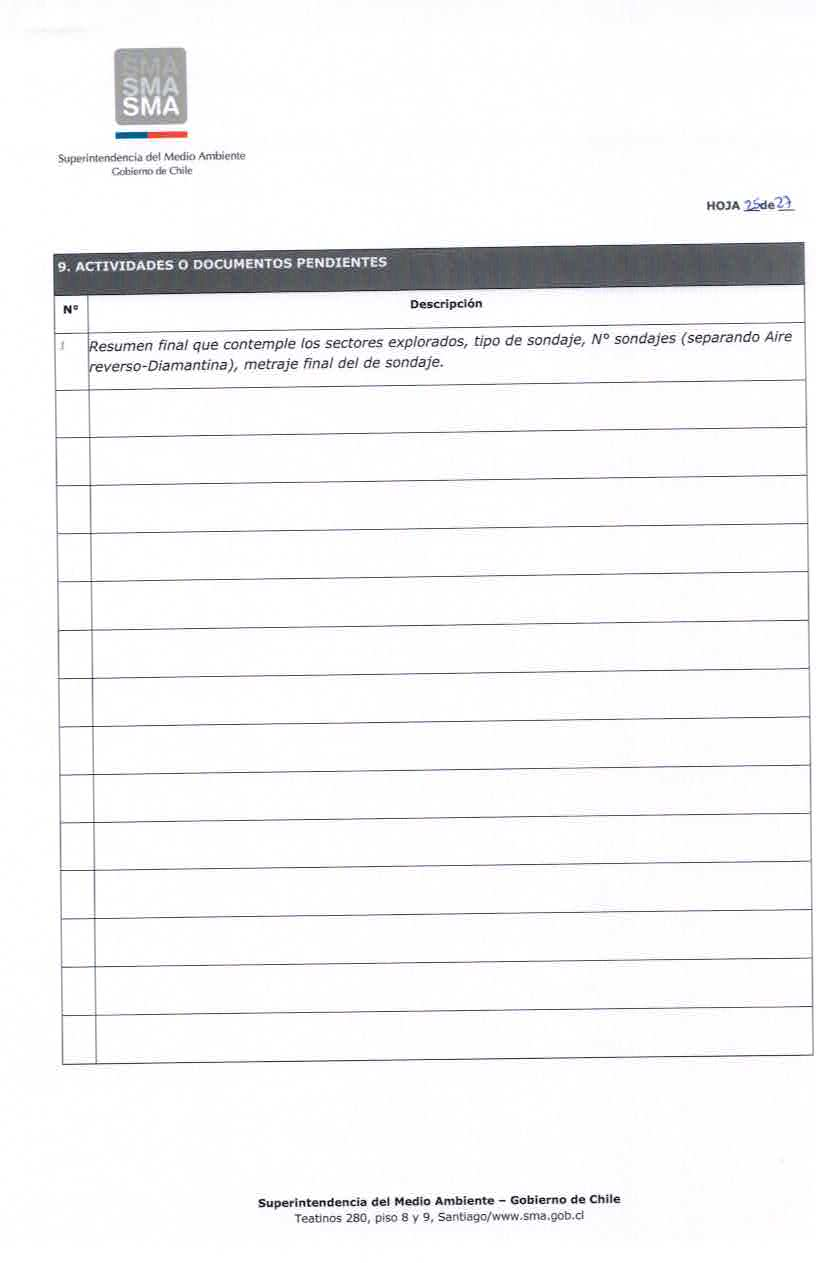 SMA
SMA
SMA
Superintendencia del Medio Ambiente
Gobierno de Chile
HOJA 25 de 27
9. ACTIVIDADES O DOCUMENTOS PENDIENTES
N° Descripción
1 Resumen final que contemple los sectores explorados, tipo de sondaje, N° sondajes (separando Aire
reverso-Diamantina), metraje final del de sondaje.
Superintendencia del Medio Ambiente – Gobierno de Chile
Teatinos 280, piso 8 y 9, Santiago/www.sma.gob.cl